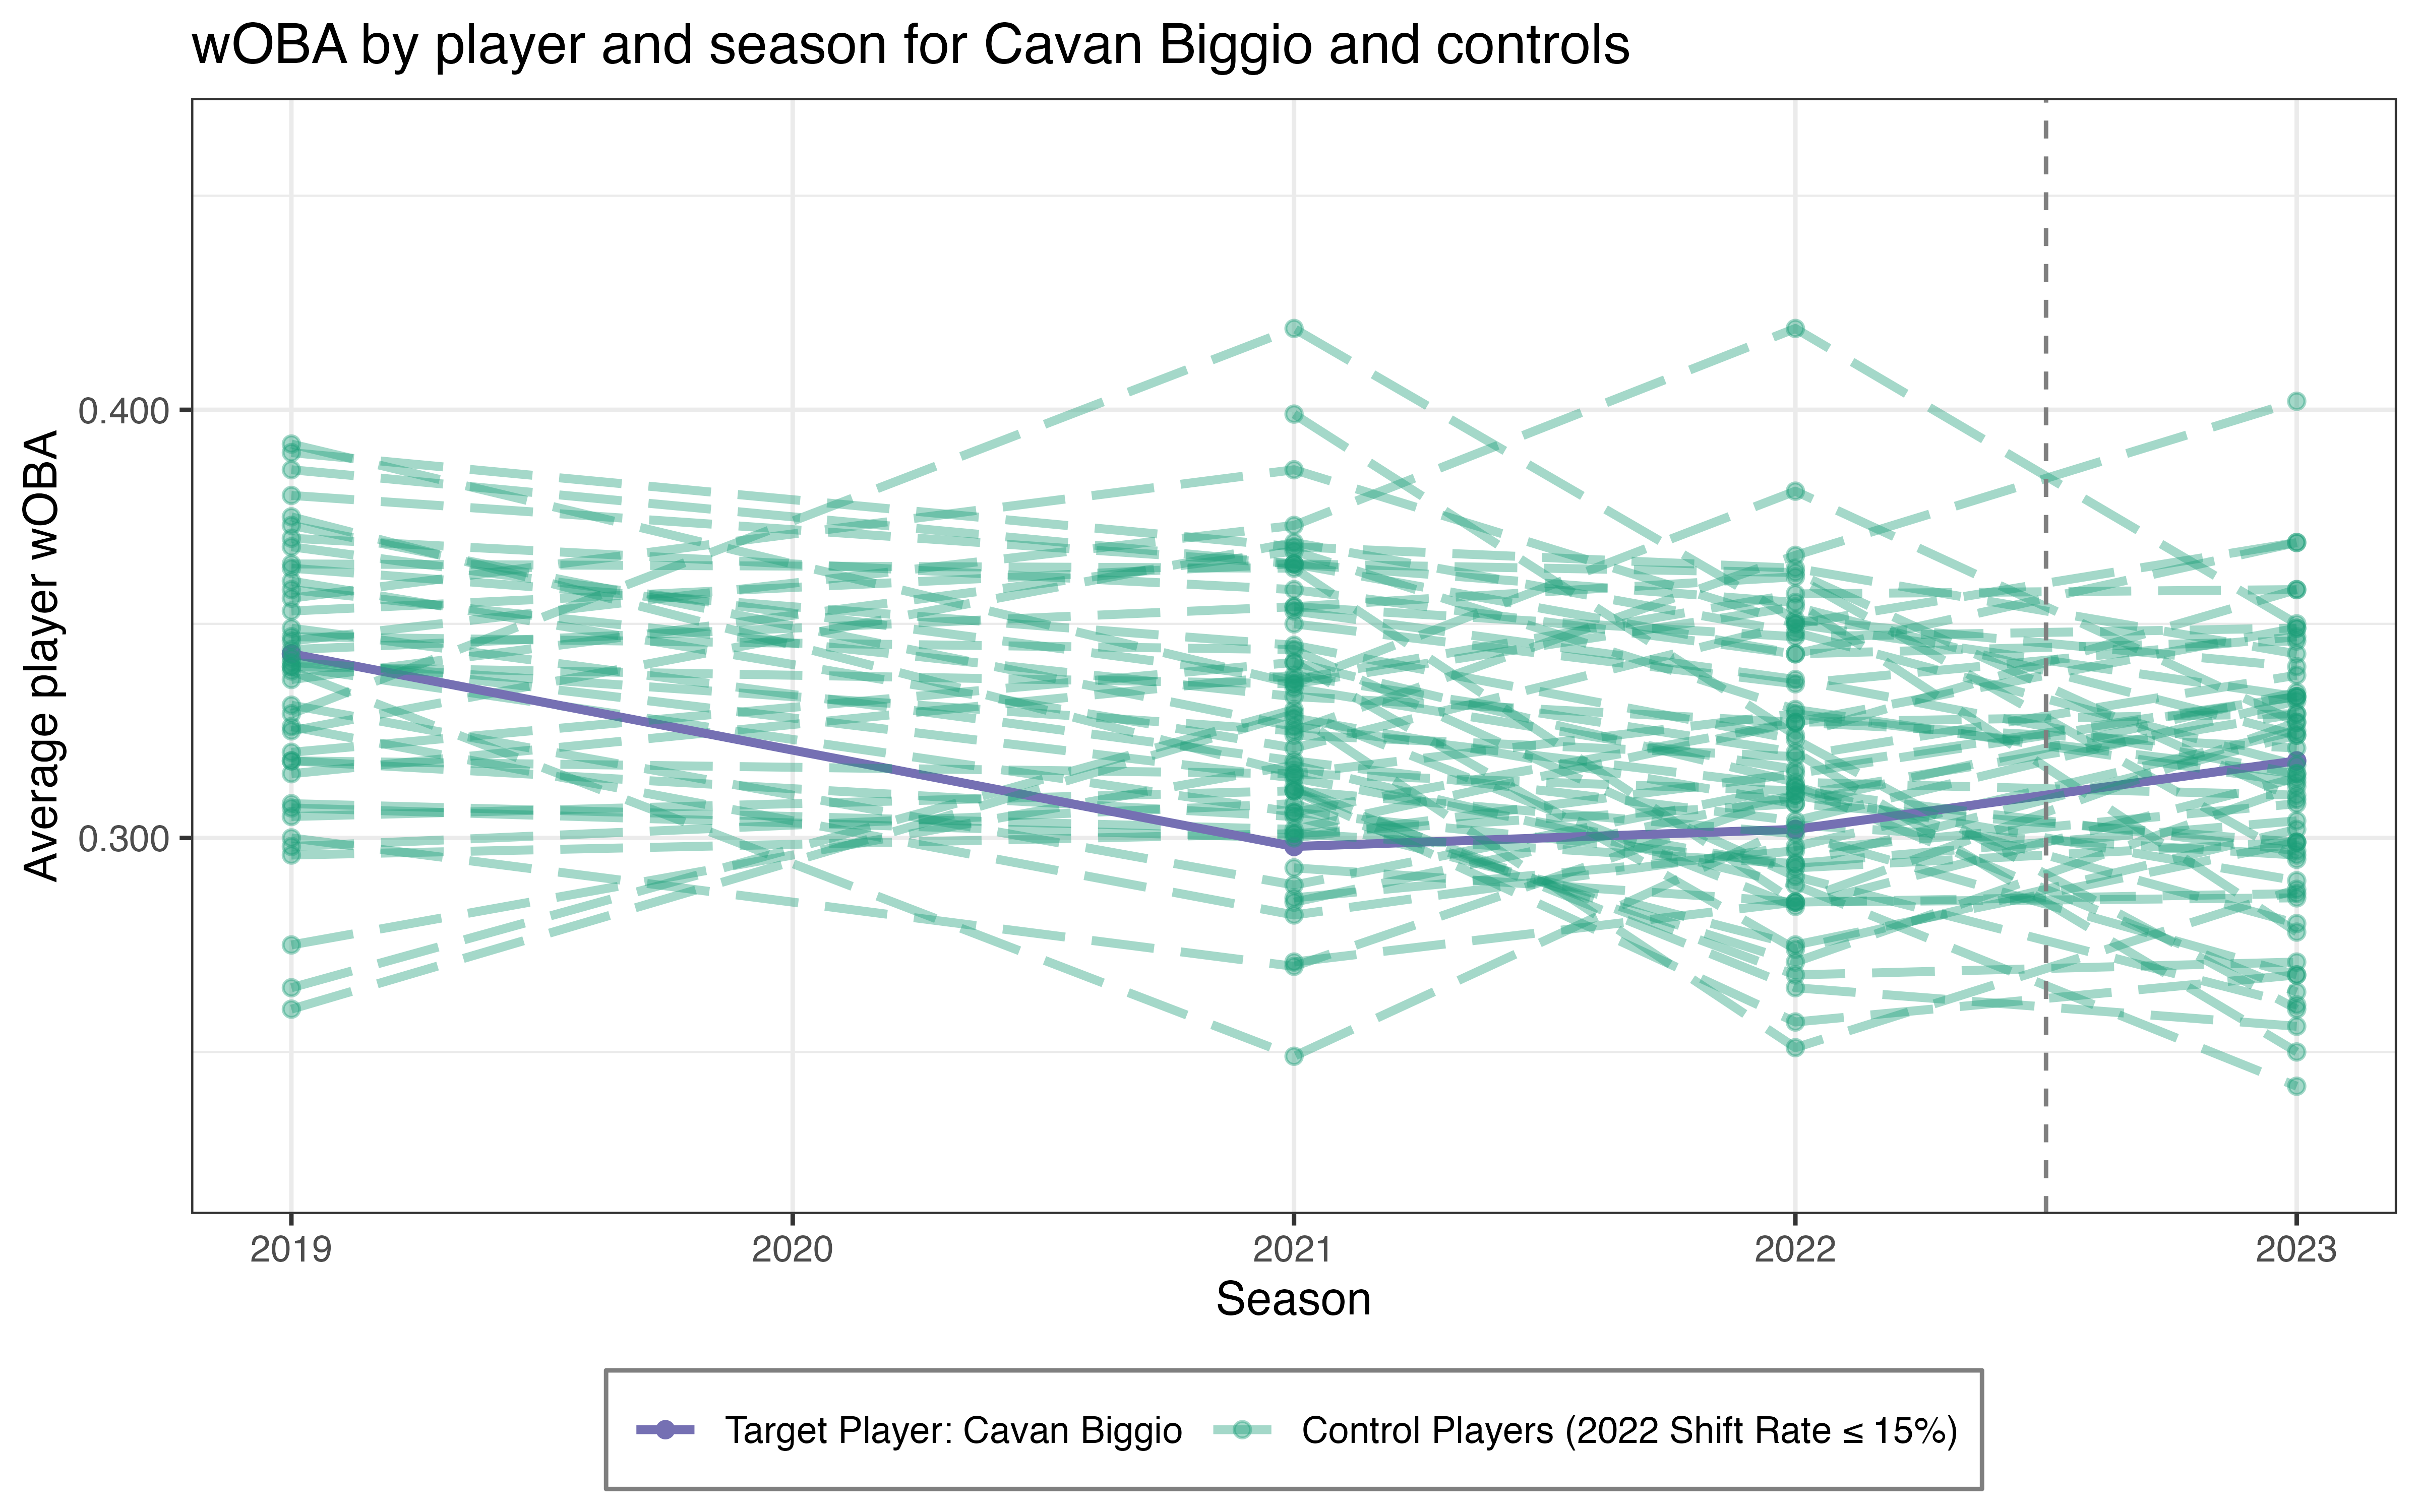 wOBA by player and season for Cavan Biggio and controls
Average player wOBA
0.400
0.300
2019 2020 2021 2022 2023
Season
Target Player: Cavan Biggio Control Players (2022 Shift Rate ≤ 15%)